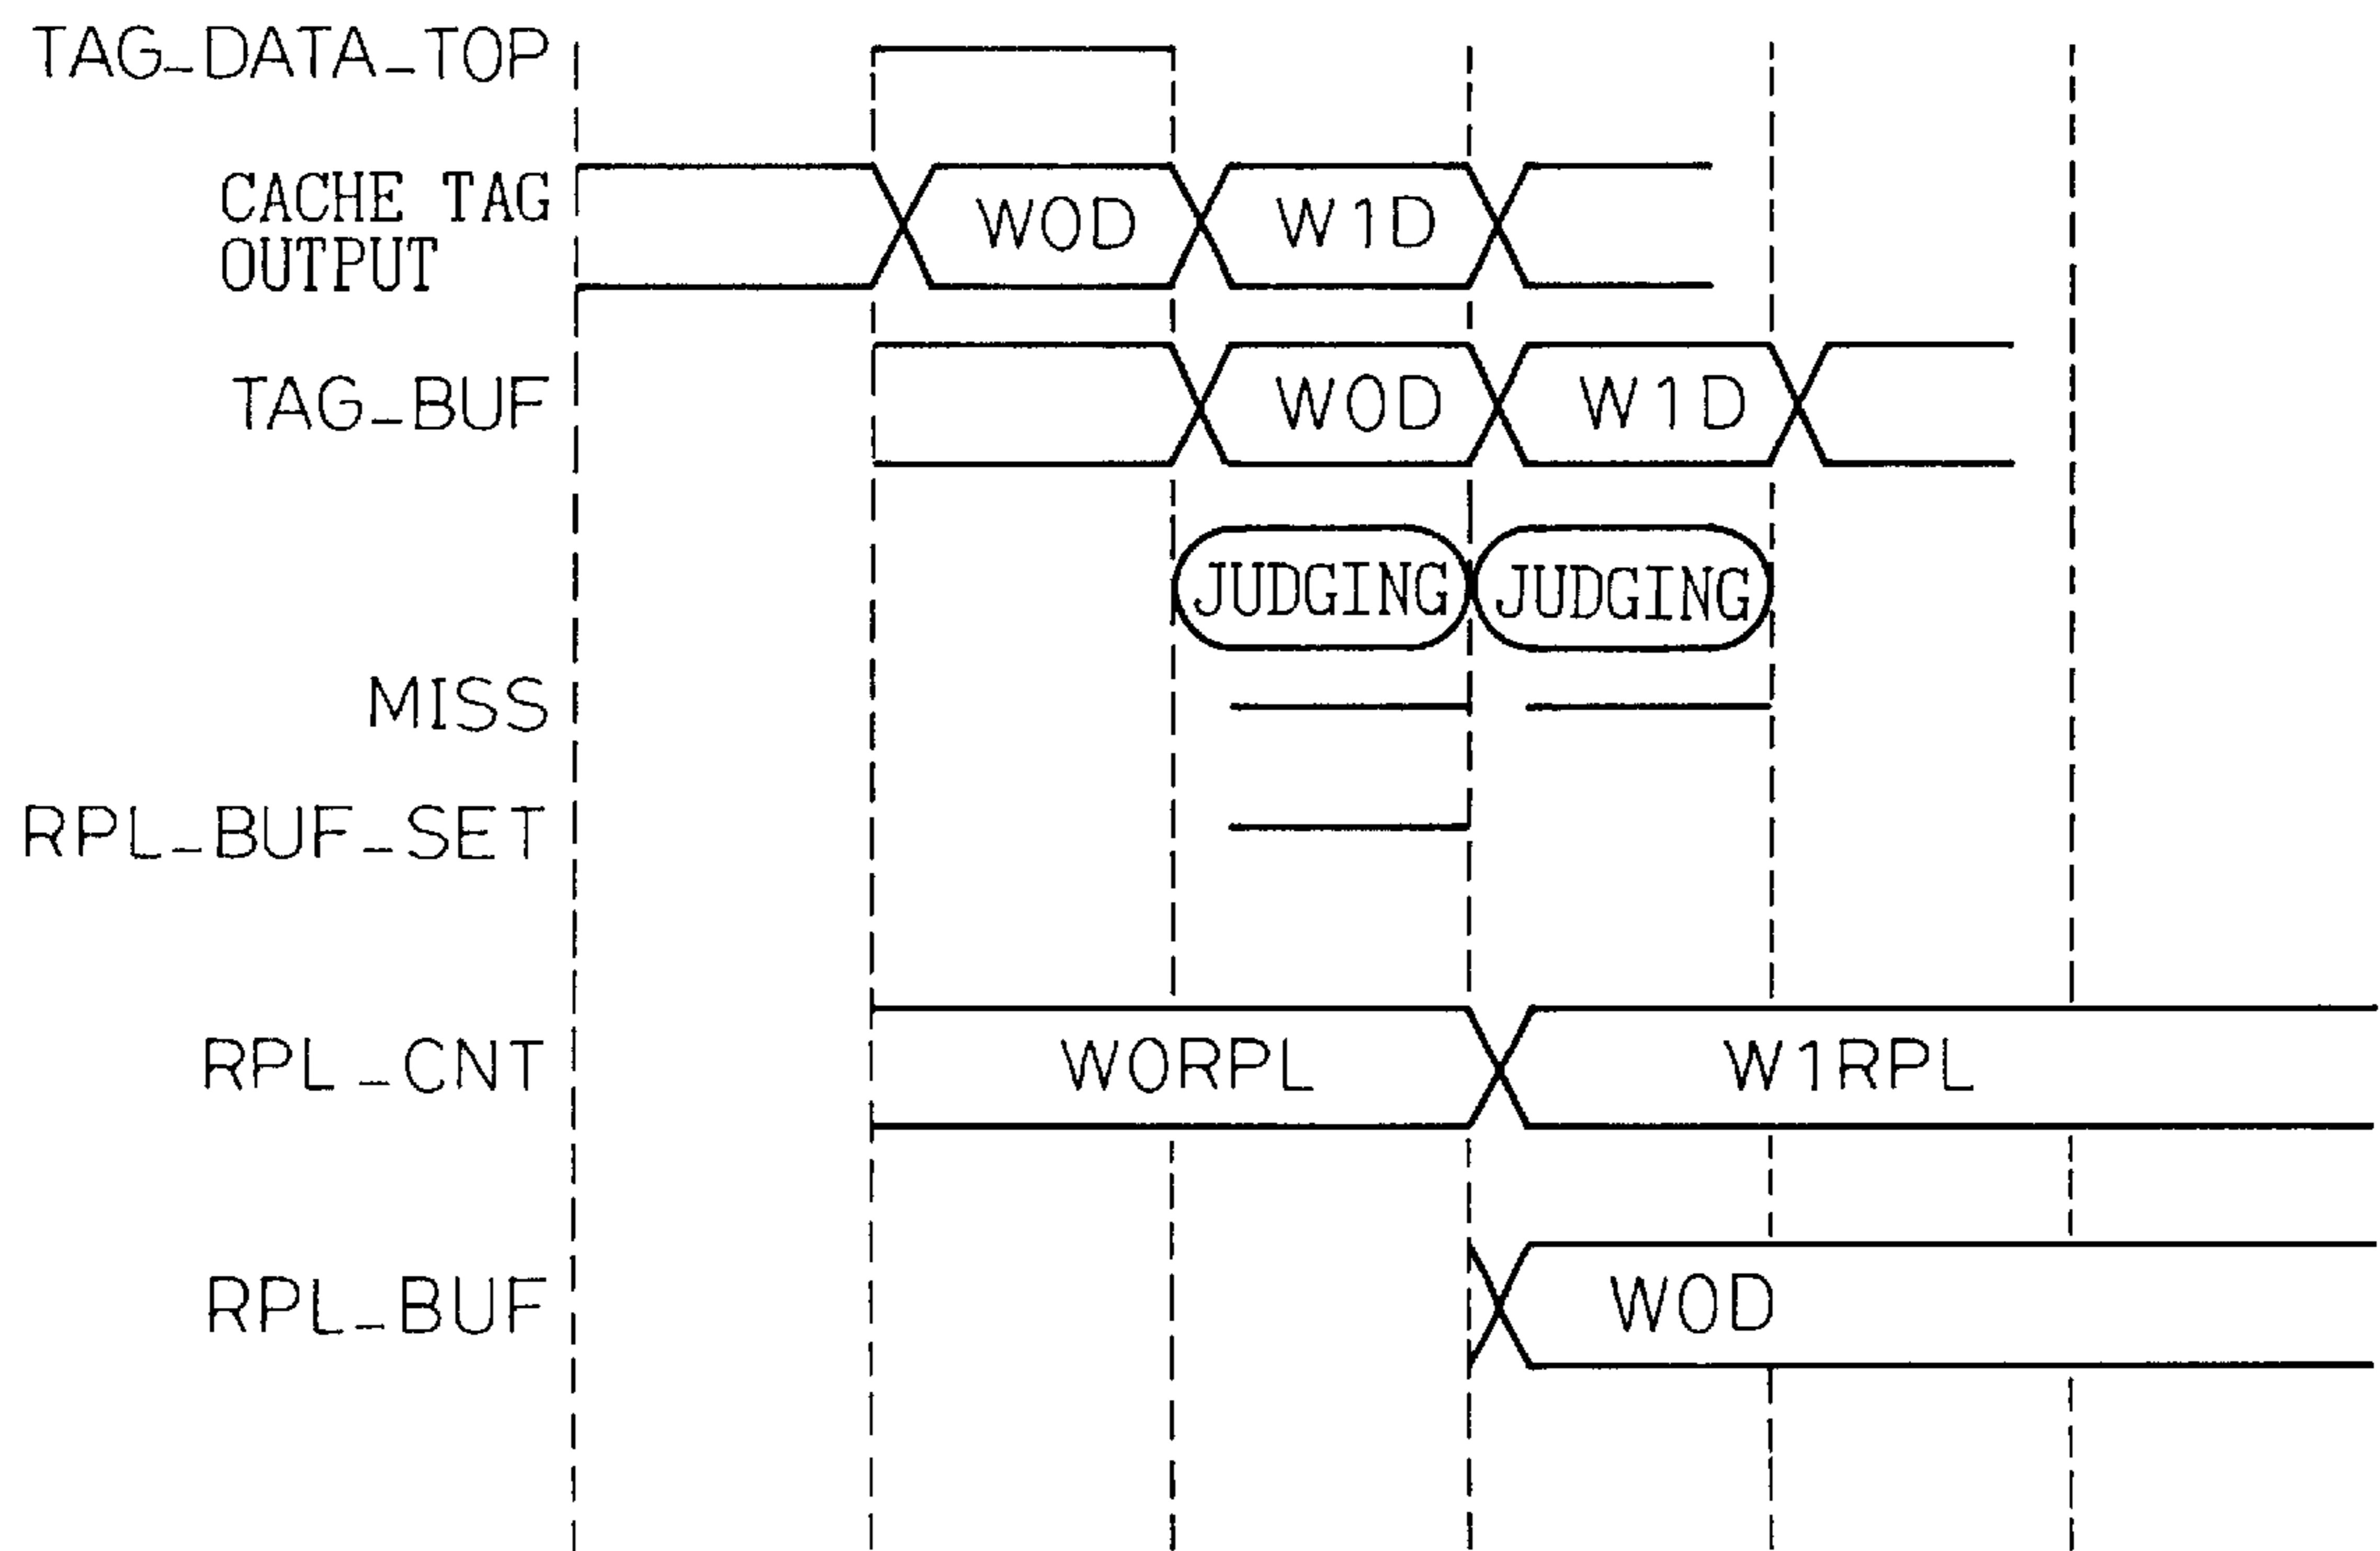 TAG_DATA_TOP
CACHE TAG
OUTPUT
W0D
W1D
TAG_BUF
W0D
W1D
JUDGING
JUDGING
MISS
RPL_BUF_SET
RPL_CNT
W0RPL
W1RPL
RPL_BUF
W0D